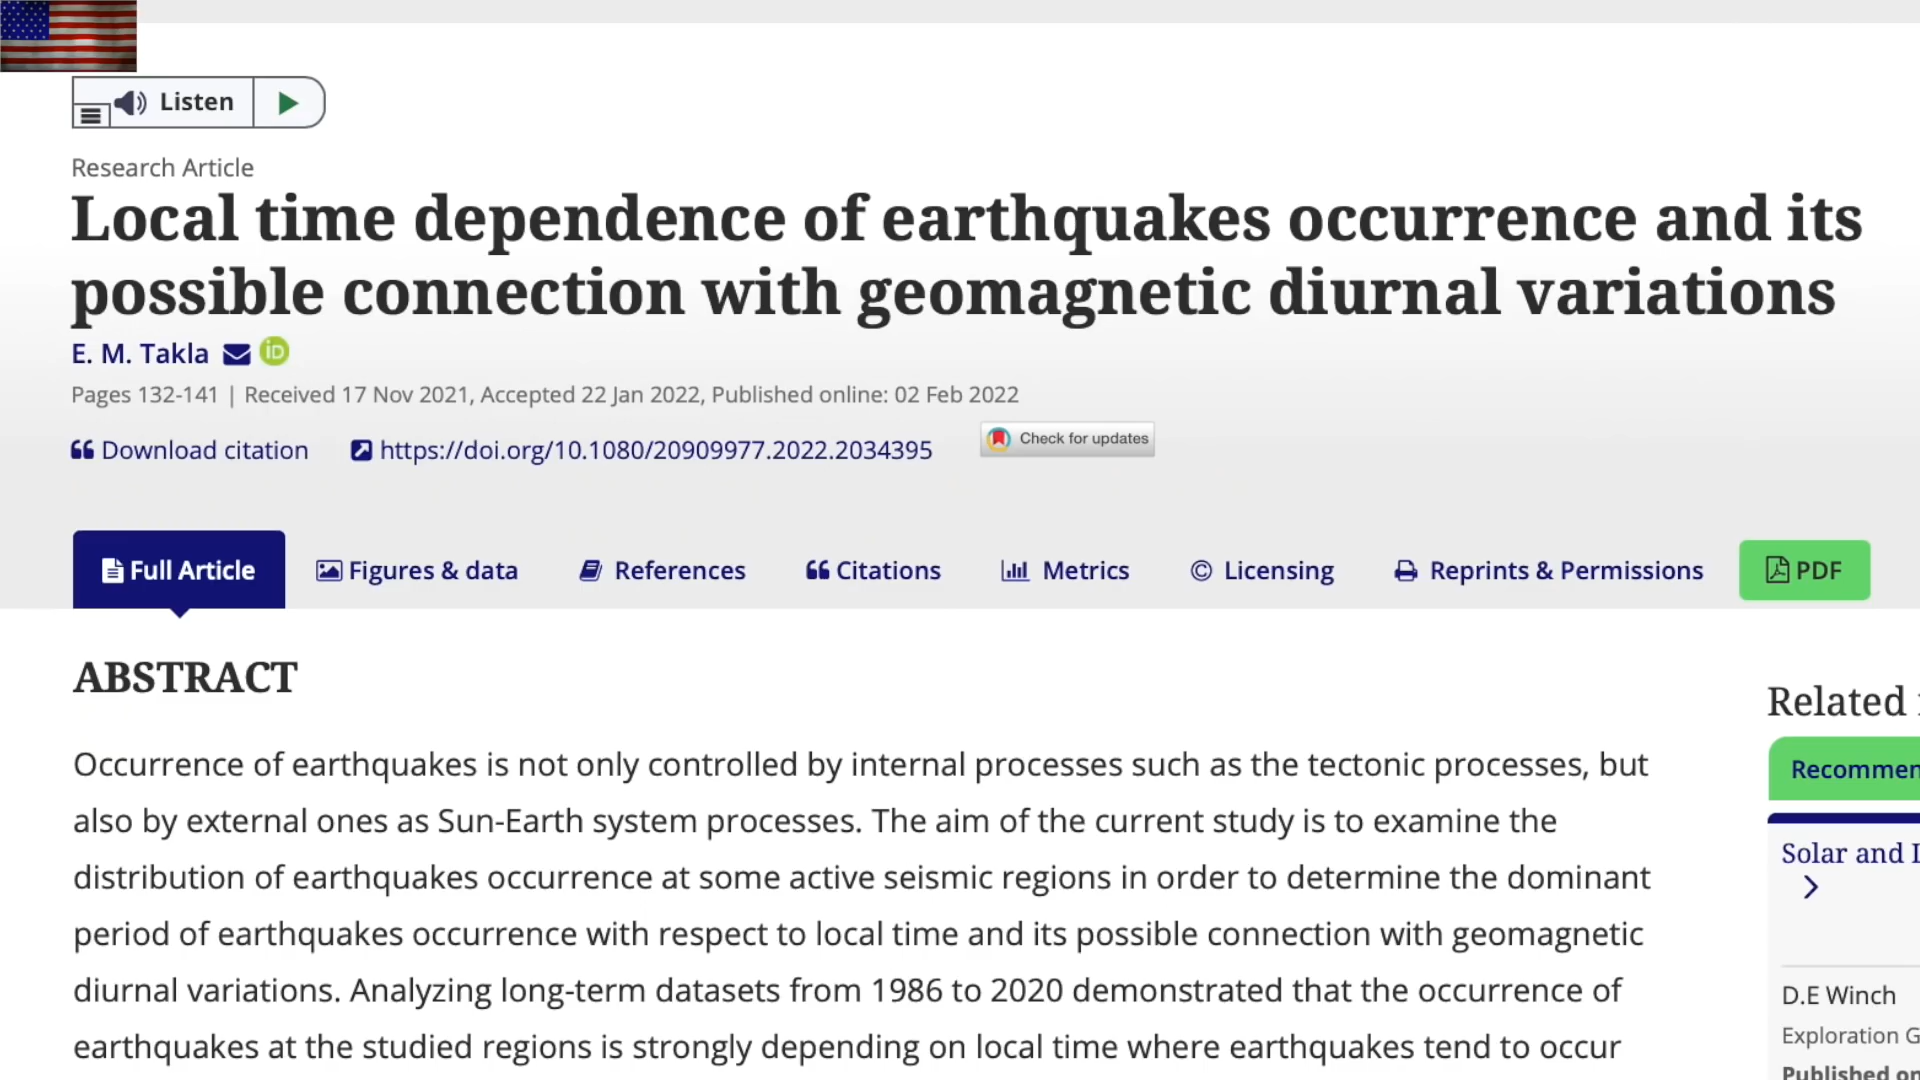 Listen
Research Article
Local time dependence of earthquakes occurrence and its
possible connection with geomagnetic diurnal variations
E. M. Takla
Pages 132-141 | Received 17 Nov 2021, Accepted 22 Jan 2022, Published online: 02 Feb 2022
Download citation https://doi.org/10.1080/20909977.2022.2034395 Check for updates
Full Article Figures & data References Citations Metrics Licensing Reprints & Permissions PDF
ABSTRACT
Occurrence of earthquakes is not only controlled by internal processes such as the tectonic processes, but
also by external ones as Sun-Earth system processes. The aim of the current study is to examine the
distribution of earthquakes occurrence at some active seismic regions in order to determine the dominant
period of earthquakes occurrence with respect to local time and its possible connection with geomagnetic
diurnal variations. Analyzing long-term datasets from 1986 to 2020 demonstrated that the occurrence of
earthquakes at the studied regions is strongly depending on local time where earthquakes tend to occur
Related
Recommen
Solar and
D.E Winch
Exploration G
Published on